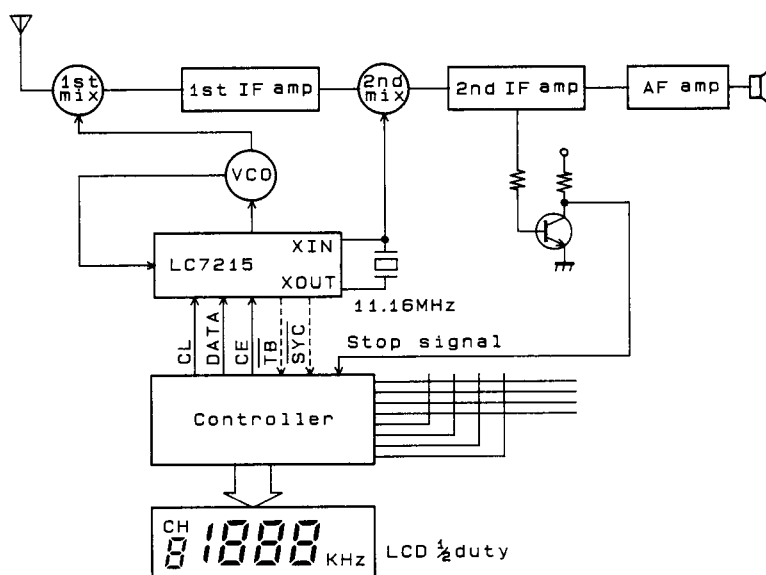 1st
mix
1st IF amp
2nd
mix
2nd IF amp
AF amp
VCO
LC7215
XIN
XOUT
11.16MHz
CL
DATA
CE
TB
SYC
Stop signal
Controller
CH
8
1888
KHz
LCD ½duty